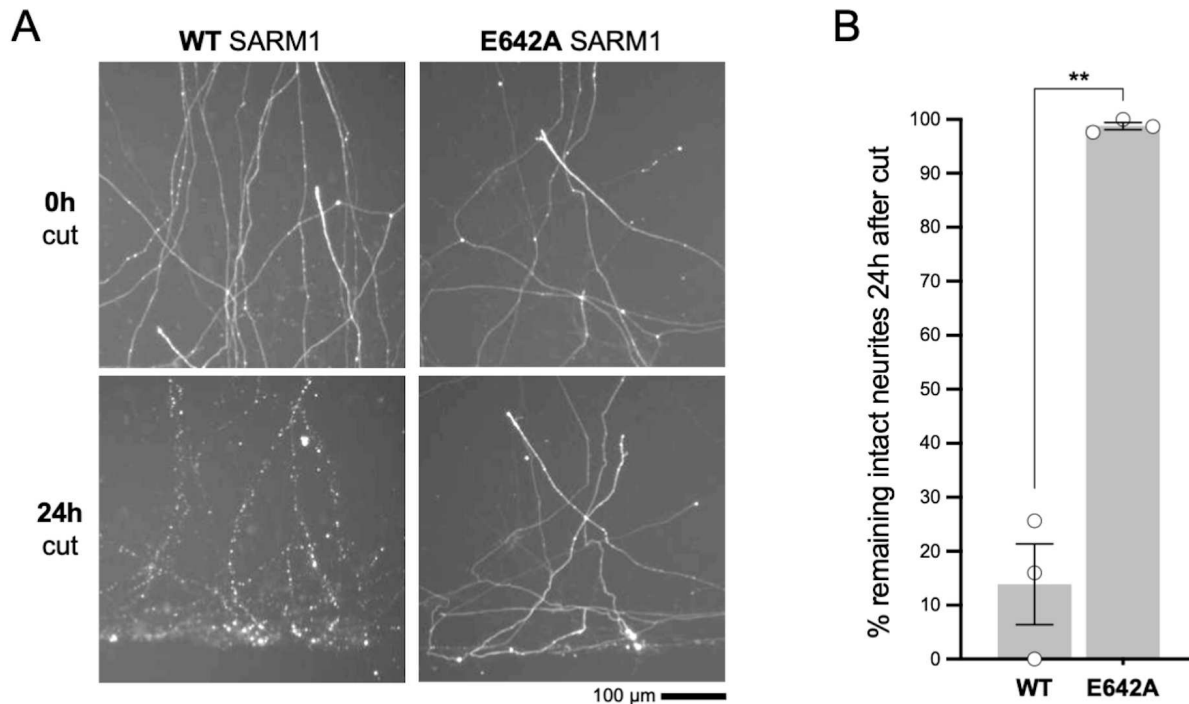 A
WT SARM1
E642A SARM1
0h
cut
24h
cut
100 µm
B
**
% remaining intact neurites 24h after cut
100
90
80
70
60
50
40
30
20
10
0
WT
E642A